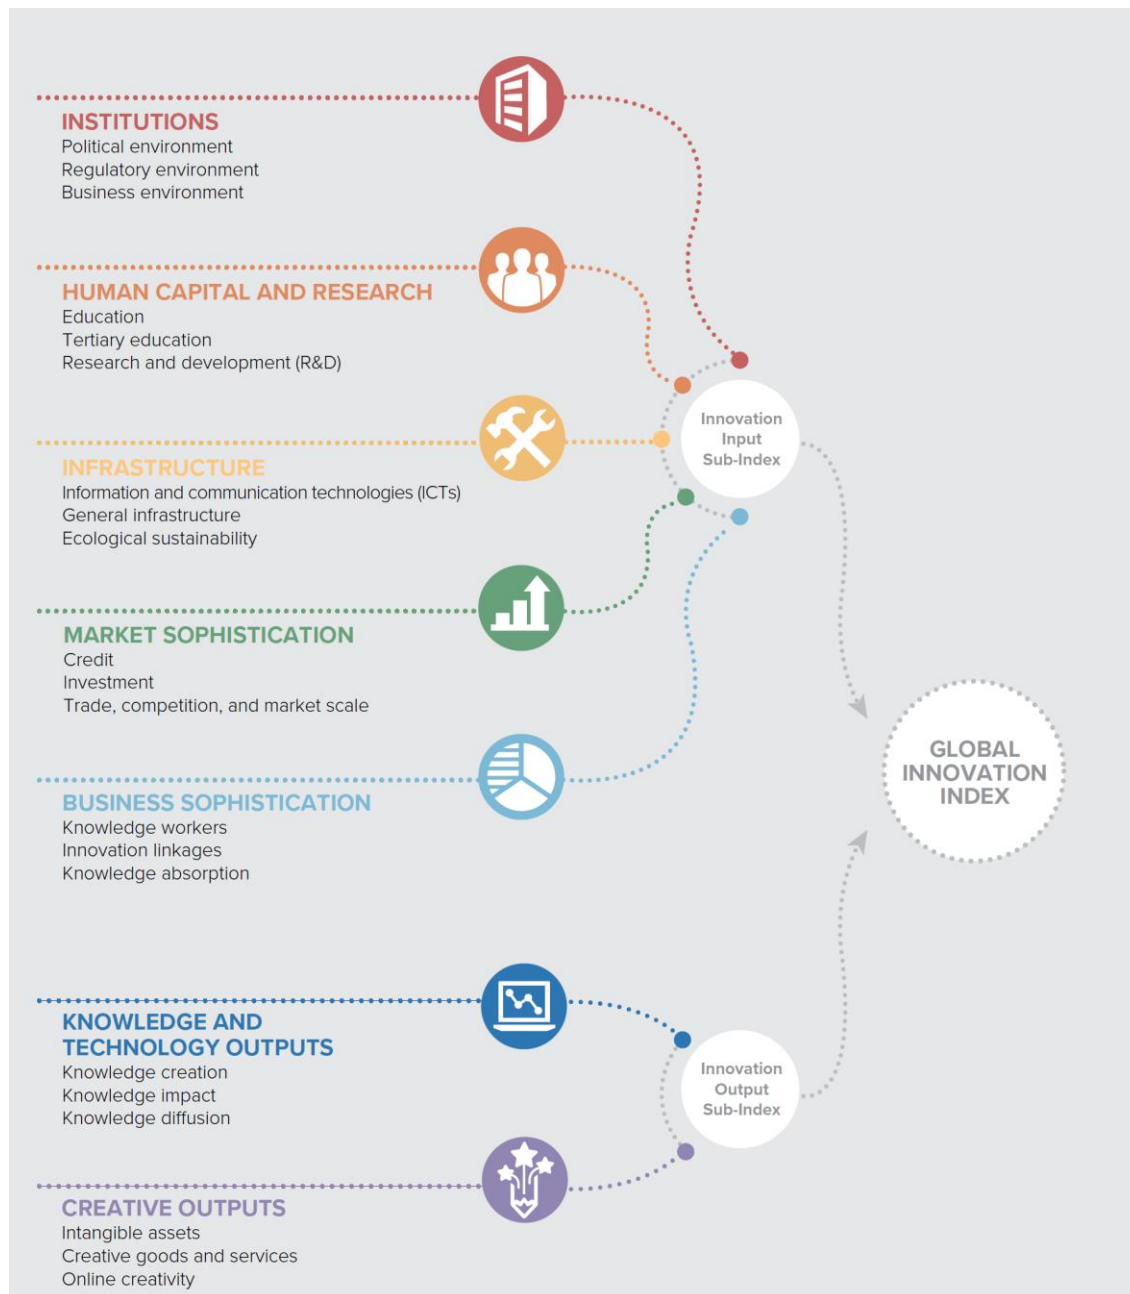 INSTITUTIONS
Political environment
Regulatory environment
Business environment
HUMAN CAPITAL AND RESEARCH
Education
Tertiary education
Research and development (R&D)
INFRASTRUCTURE
Information and communication technologies (ICTs)
General infrastructure
Ecological sustainability
MARKET SOPHISTICATION
Credit
Investment
Trade, competition, and market scale
BUSINESS SOPHISTICATION
Knowledge workers
Innovation linkages
Knowledge absorption
KNOWLEDGE AND
TECHNOLOGY OUTPUTS
Knowledge creation
Knowledge impact
Knowledge diffusion
CREATIVE OUTPUTS
Intangible assets
Creative goods and services
Online creativity
Innovation
Input
Sub-Index
Innovation
Output
Sub-Index
GLOBAL
INNOVATION
INDEX